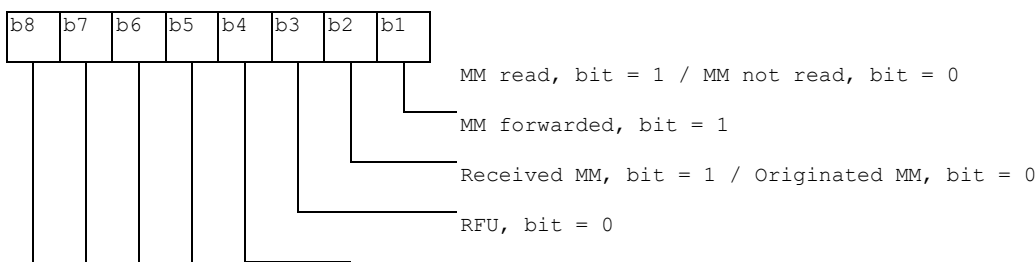 b8 b7 b6 b5 b4 b3 b2 b1
MM read, bit = 1 / MM not read, bit = 0
MM forwarded, bit = 1
Received MM, bit = 1 / Originated MM, bit = 0
RFU, bit = 0